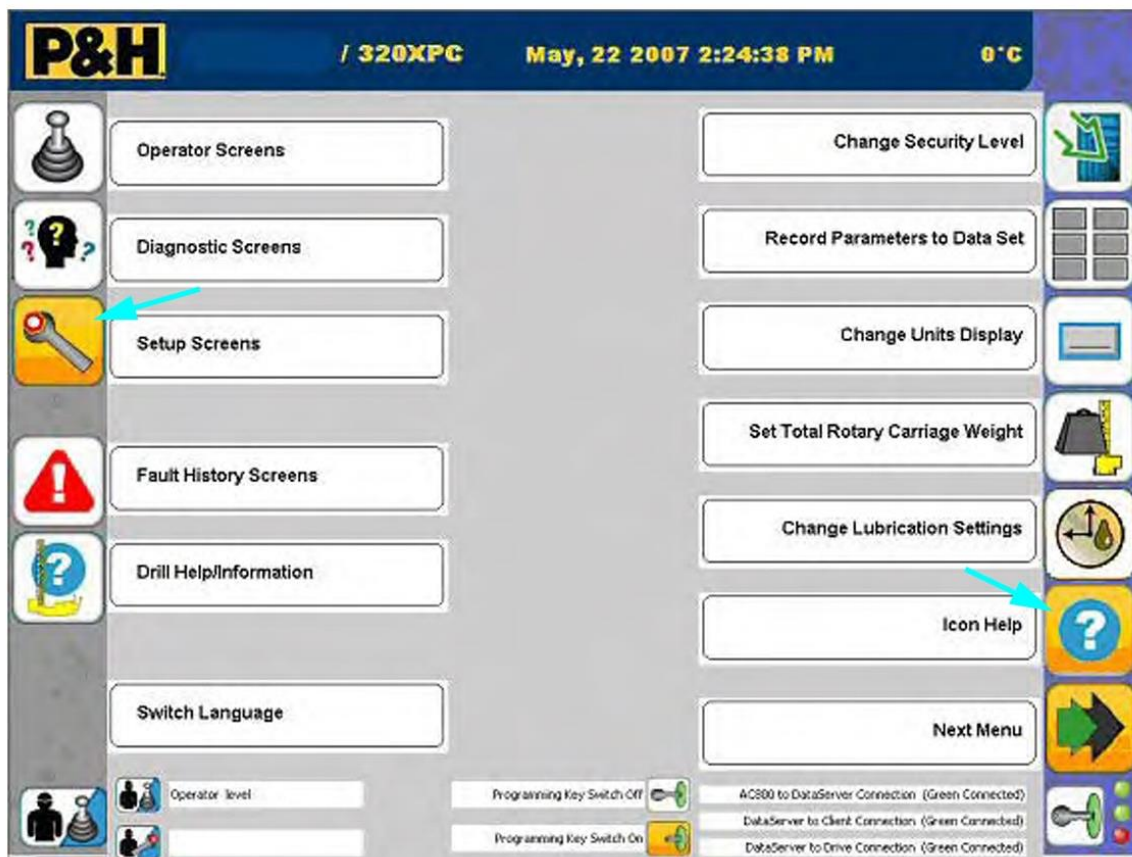 P&H / 320XPC May, 22 2007 2:24:38 PM 0°C
Operator Screens
Diagnostic Screens
Setup Screens
Fault History Screens
Drill Help/Information
Switch Language
Change Security Level
Record Parameters to Data Set
Change Units Display
Set Total Rotary Carriage Weight
Change Lubrication Settings
Icon Help
Next Menu
Operator level
Programming Key Switch Off
Programming Key Switch On
AC800 to DataServer Connection (Green Connected)
DataServer to Client Connection (Green Connected)
DataServer to Drive Connection (Green Connected)